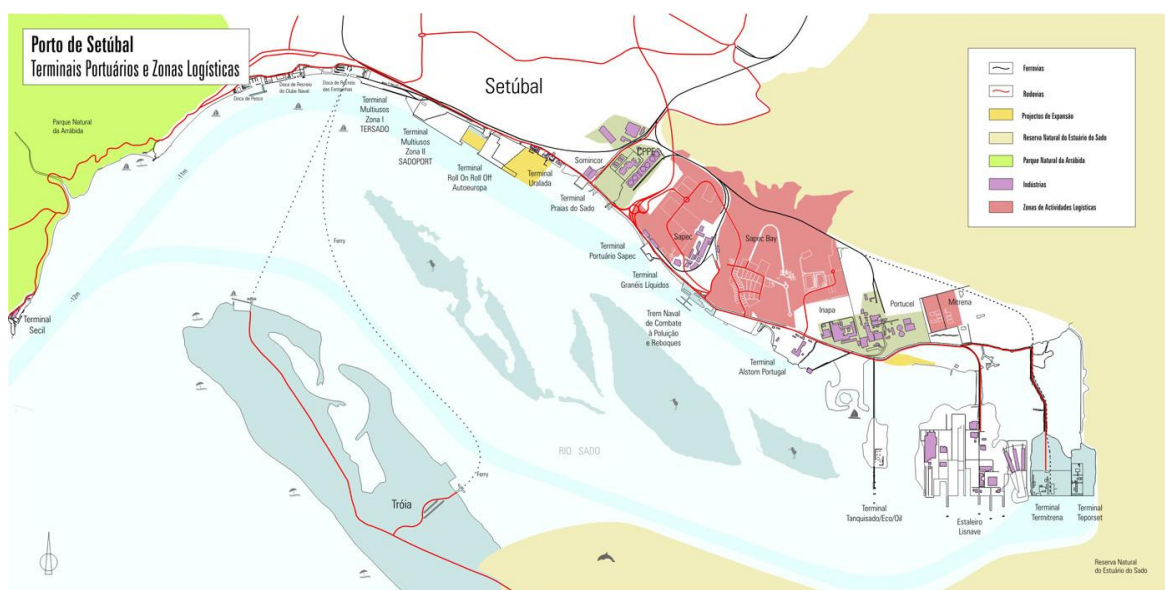 Porto de Setúbal
Terminais Portuários e Zonas Logísticas
Ferrovias
Rodovias
Projectos de Expansão
Reserva Natural do Estuário do Sado
Parque Natural da Arrábida
Indústrias
Zonas de Actividades Logísticas
Setúbal
Parque Natural
da Arrábida
Doca de Pesca
Doca de Recreio
do Clube Naval
Doca de Recreio
das Fontainhas
Terminal
Multiusos
Zona I
TERSADO
Terminal
Multiusos
Zona II
SADOPORT
Terminal
Roll On Roll Off
Autoeuropa
Terminal
Uralada
Somincor
Terminal
Praias do Sado
CPPE
Sapec
Sapec Bay
Terminal
Portuário Sapec
Terminal
Granéis Líquidos
Trem Naval
de Combate
à Poluição
e Reboques
Terminal
Alstom Portugal
Inapa
Portucel
Mitrena
-11m
-12m
Ferry
Terminal
Secil
RIO SADO
Ferry
Tróia
Terminal
Tanquisado/Eco/Oil
Estaleiro
Lisnave
Terminal
Termitrena
Terminal
Teporset
Reserva Natural
do Estuário do Sado